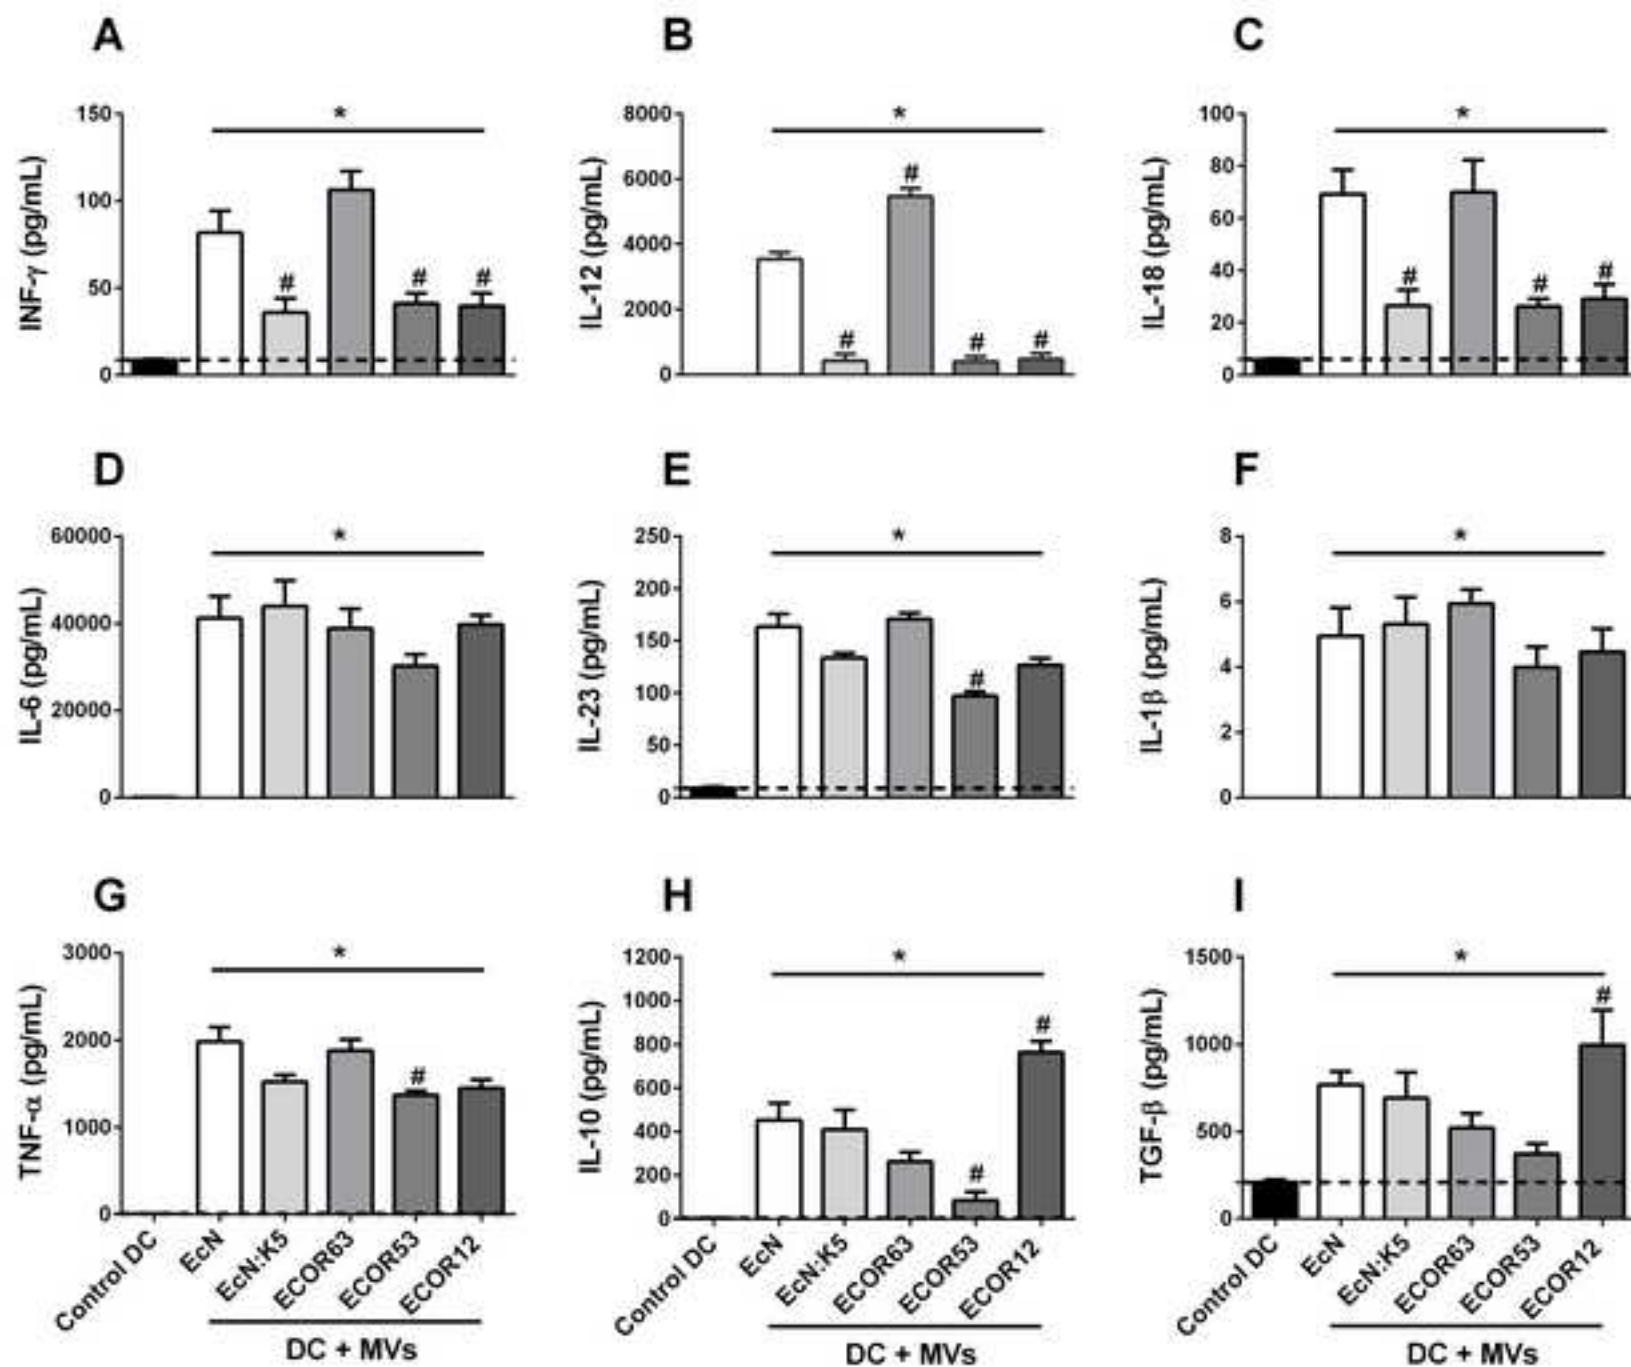 A
B
C
INF-γ (pg/mL)
150
100
50
0
*
#
#
#
IL-12 (pg/mL)
8000
6000
4000
2000
0
*
#
#
#
#
IL-18 (pg/mL)
100
80
60
40
20
0
*
#
#
#
D
E
F
IL-6 (pg/mL)
60000
40000
20000
0
*
IL-23 (pg/mL)
250
200
150
100
50
0
*
#
IL-1β (pg/mL)
8
6
4
2
0
*
G
H
I
TNF-α (pg/mL)
3000
2000
1000
0
*
#
Control DC
EcN
EcN:K5
ECOR63
ECOR53
ECOR12
DC + MVs
IL-10 (pg/mL)
1200
1000
800
600
400
200
0
*
#
#
Control DC
EcN
EcN:K5
ECOR63
ECOR53
ECOR12
DC + MVs
TGF-β (pg/mL)
1500
1000
500
0
*
#
Control DC
EcN
EcN:K5
ECOR63
ECOR53
ECOR12
DC + MVs